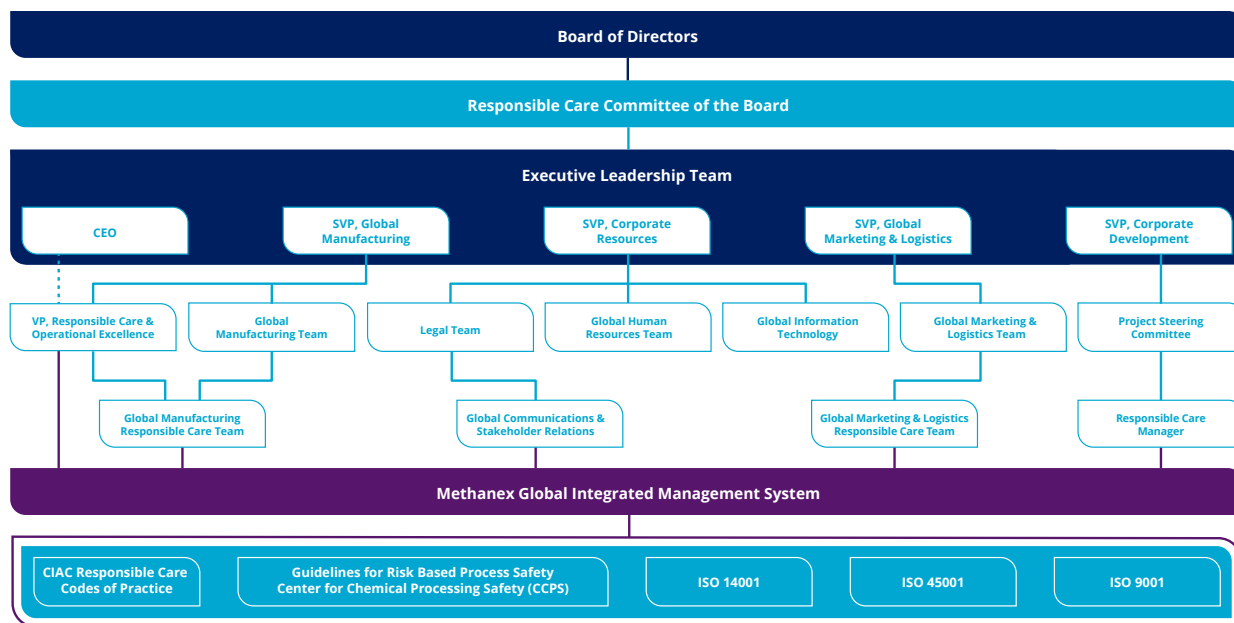 Board of Directors
Responsible Care Committee of the Board
Executive Leadership Team
CEO
SVP, Global
Manufacturing
SVP, Corporate
Resources
SVP, Global
Marketing & Logistics
SVP, Corporate
Development
VP, Responsible Care &
Operational Excellence
Global
Manufacturing Team
Legal Team
Global Human
Resources Team
Global Information
Technology
Global Marketing &
Logistics Team
Project Steering
Committee
Global Manufacturing
Responsible Care Team
Global Communications &
Stakeholder Relations
Global Marketing & Logistics
Responsible Care Team
Responsible Care
Manager
Methanex Global Integrated Management System
CIAC Responsible Care
Codes of Practice
Guidelines for Risk Based Process Safety
Center for Chemical Processing Safety (CCPS)
ISO 14001
ISO 45001
ISO 9001